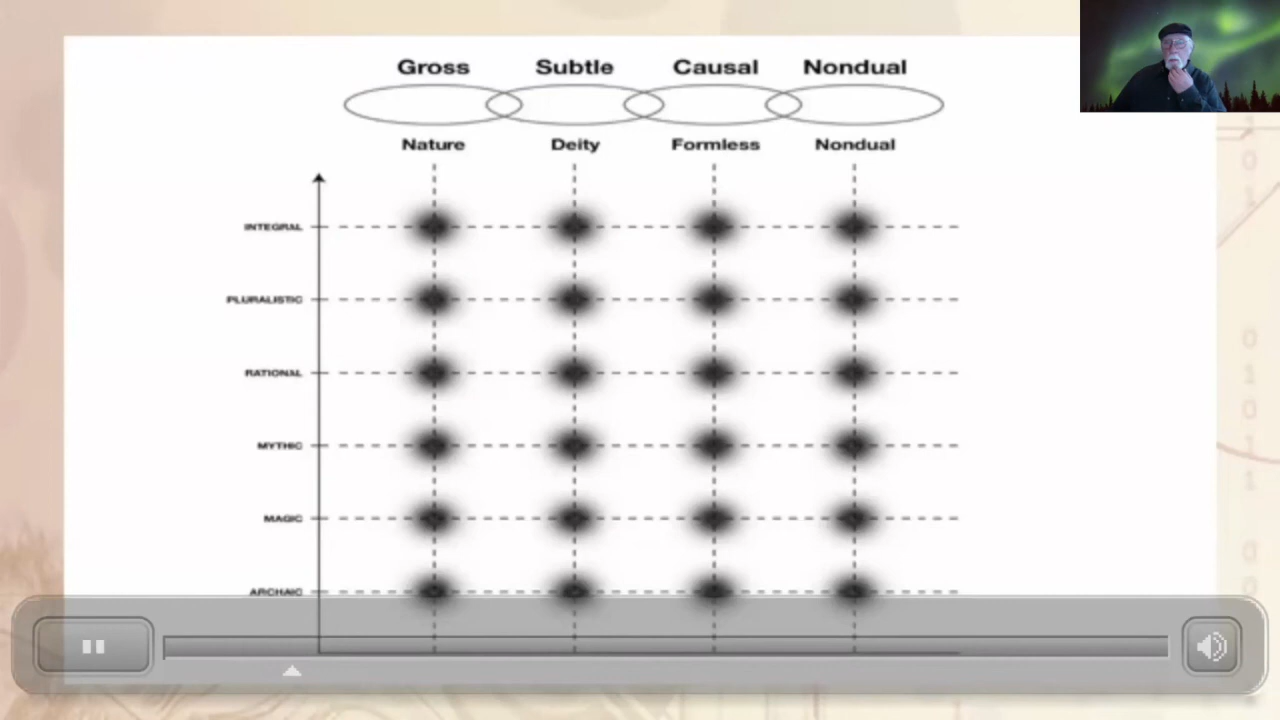 Gross Subtle Causal Nondual
Nature Deity Formless Nondual
INTEGRAL
PLURALISTIC
RATIONAL
MYTHIC
MAGIC
ARCHAIC